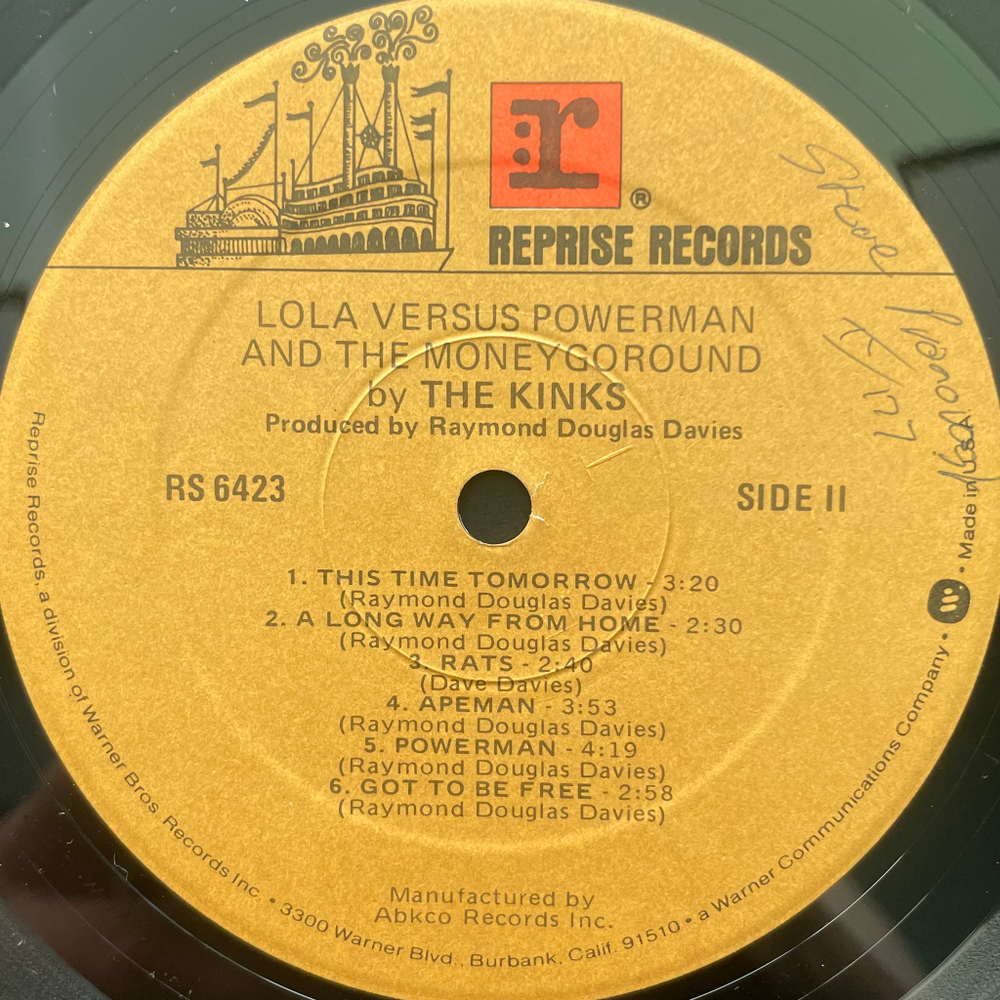 r
®
REPRISE RECORDS
Steve
LOLA VERSUS POWERMAN
AND THE MONEYGOROUND
by THE KINKS
Produced by Raymond Douglas Davies
RS 6423
SIDE II
1. THIS TIME TOMORROW - 3:20
(Raymond Douglas Davies)
2. A LONG WAY FROM HOME - 2:30
(Raymond Douglas Davies)
3. RATS - 2:40
(Dave Davies)
4. APEMAN - 3:53
(Raymond Douglas Davies)
5. POWERMAN - 4:19
(Raymond Douglas Davies)
6. GOT TO BE FREE - 2:58
(Raymond Douglas Davies)
Manufactured by
Abkco Records Inc.
Reprise Records, a division of Warner Bros. Records Inc. • 3300 Warner Blvd., Burbank, Calif. 91510 • a Warner Communications Company • W • Made in U.S.A.